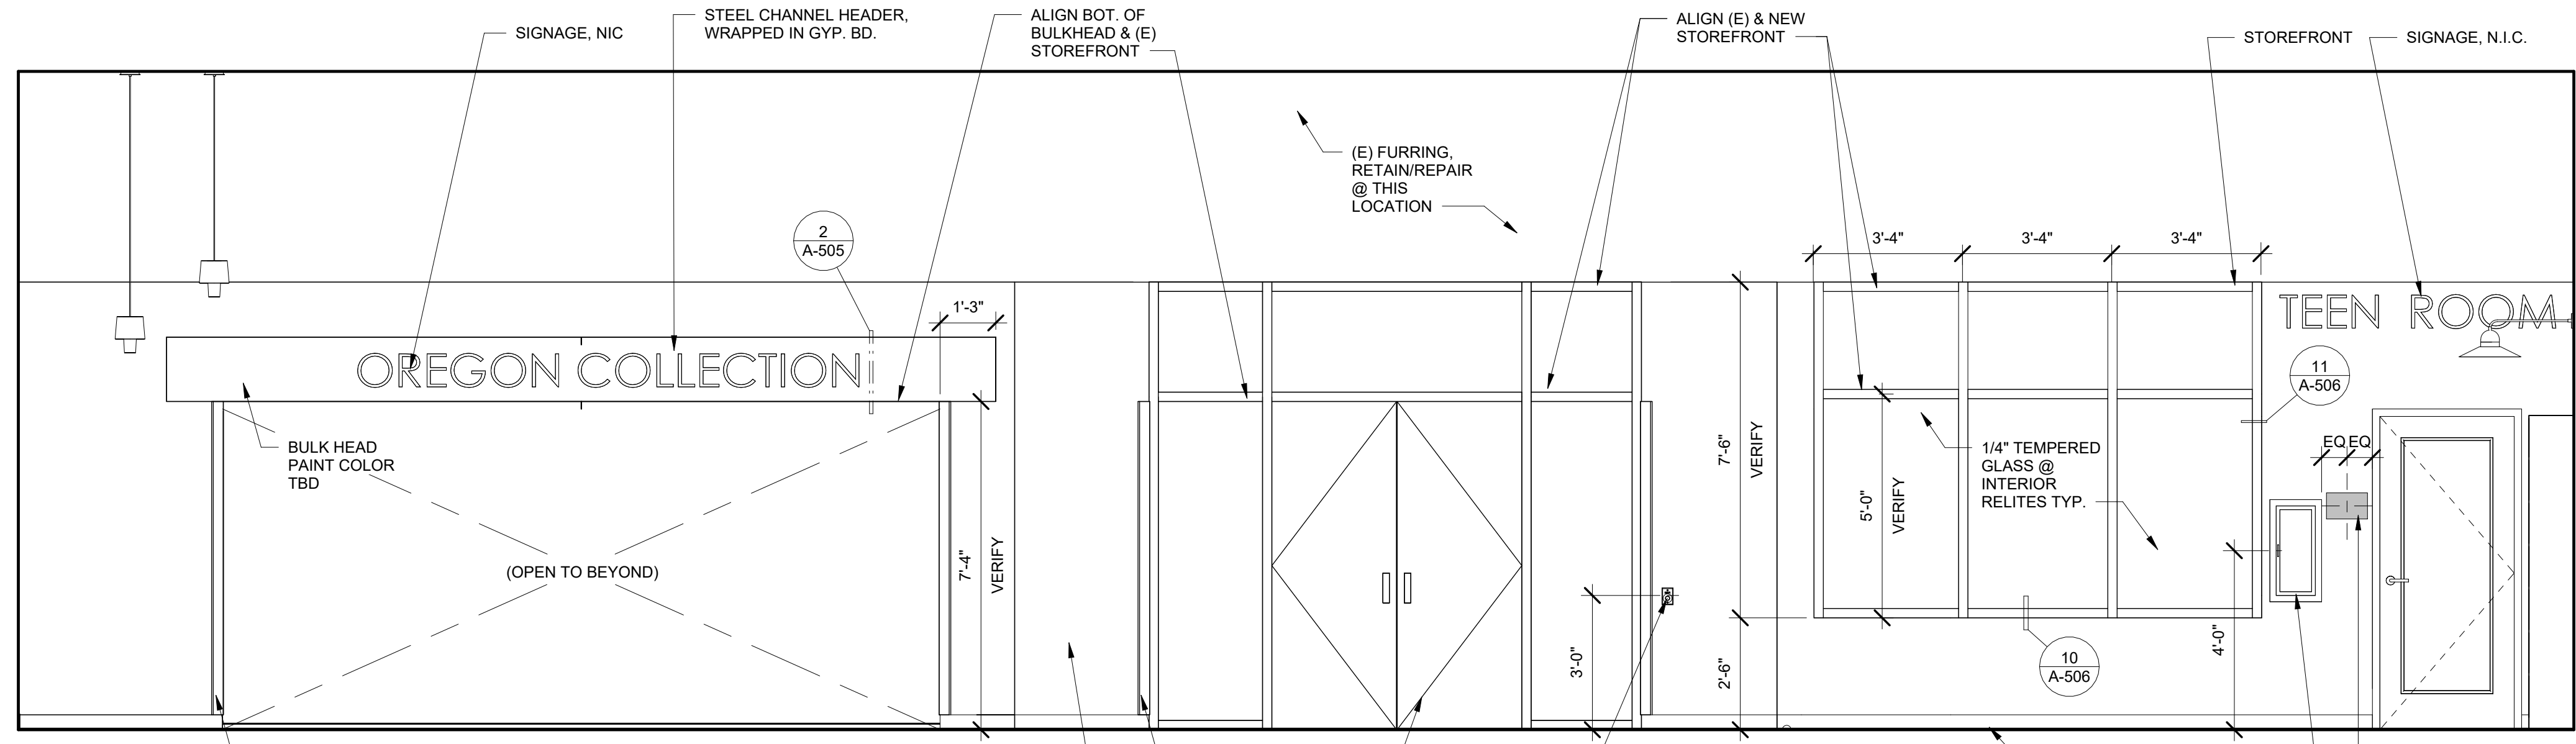 SIGNAGE, NIC
STEEL CHANNEL HEADER,
WRAPPED IN GYP. BD.
ALIGN BOT. OF
BULKHEAD & (E)
STOREFRONT
ALIGN (E) & NEW
STOREFRONT
STOREFRONT
SIGNAGE, N.I.C.
(E) FURRING,
RETAIN/REPAIR
@ THIS
LOCATION
2
A-505
1'-3"
OREGON COLLECTION
BULK HEAD
PAINT COLOR
TBD
(OPEN TO BEYOND)
7'-4"
VERIFY
3'-0"
7'-6"
VERIFY
2'-6"
3'-4"
3'-4"
3'-4"
5'-0"
VERIFY
1/4" TEMPERED
GLASS @
INTERIOR
RELITES TYP.
10
A-506
4'-0"
TEEN ROOM
11
A-506
EQ
EQ